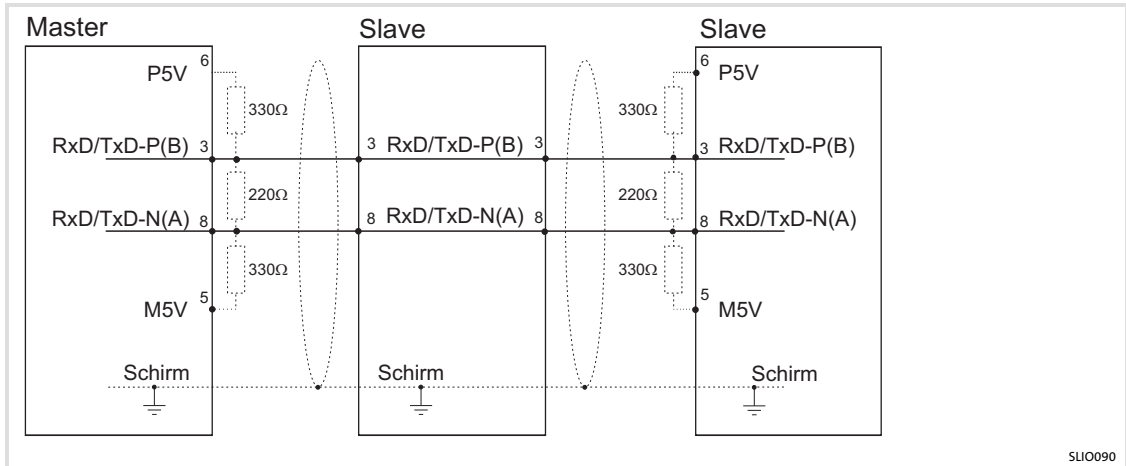 Master
Slave
Slave
P5V 6
6 P5V
330Ω
330Ω
RxD/TxD-P(B) 3
3 RxD/TxD-P(B) 3
3 RxD/TxD-P(B)
220Ω
220Ω
RxD/TxD-N(A) 8
8 RxD/TxD-N(A) 8
8 RxD/TxD-N(A)
330Ω
330Ω
M5V 5
5 M5V
Schirm
Schirm
Schirm
SLIO090